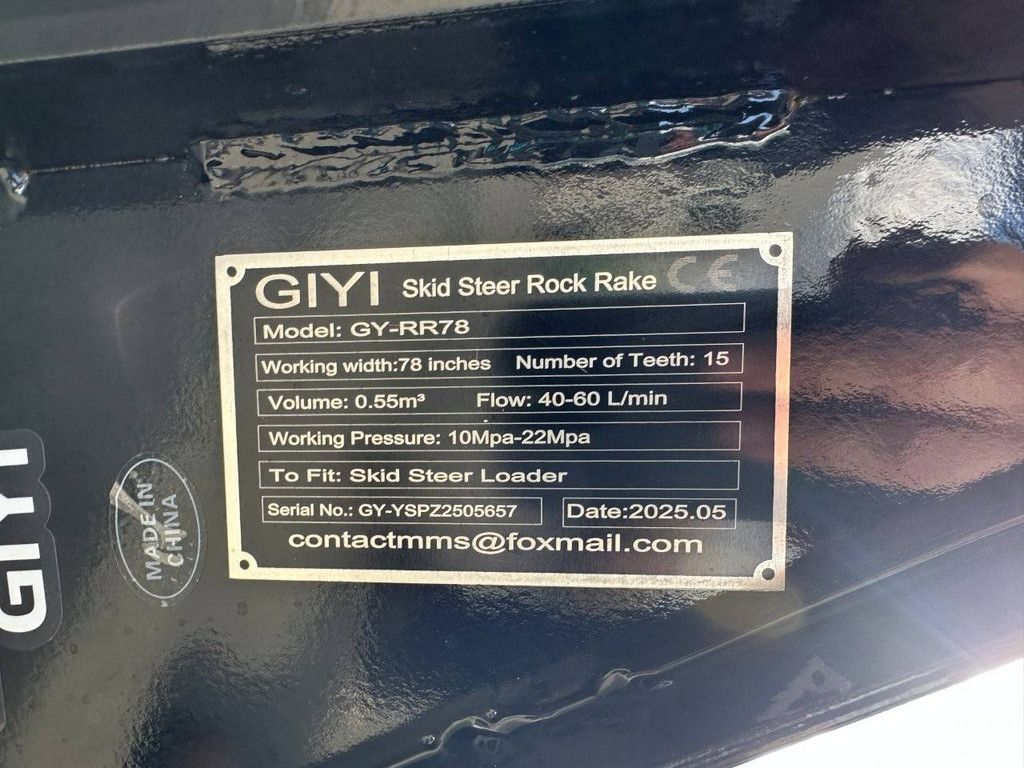 GIYI Skid Steer Rock Rake CE
Model: GY-RR78
Working width:78 inches Number of Teeth: 15
Volume: 0.55m³ Flow: 40-60 L/min
Working Pressure: 10Mpa-22Mpa
To Fit: Skid Steer Loader
Serial No.: GY-YSPZ2505657 Date:2025.05
contactmms@foxmail.com
MADE IN
CHINA
GIYI